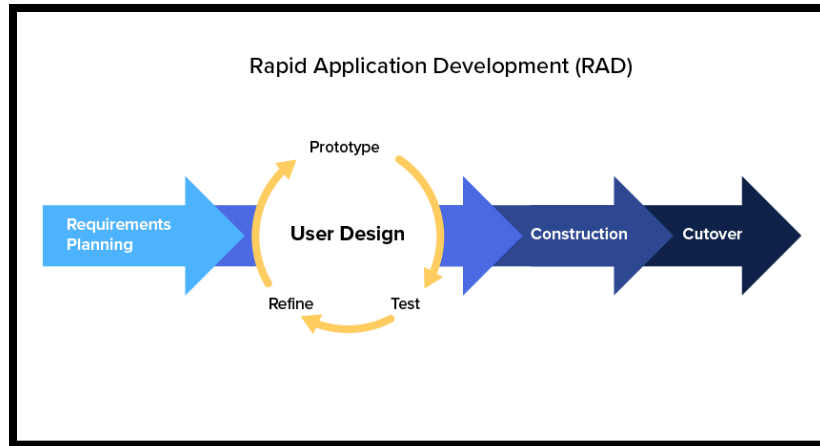 Rapid Application Development (RAD)
Prototype
Requirements
Planning
User Design
Construction
Cutover
Refine
Test